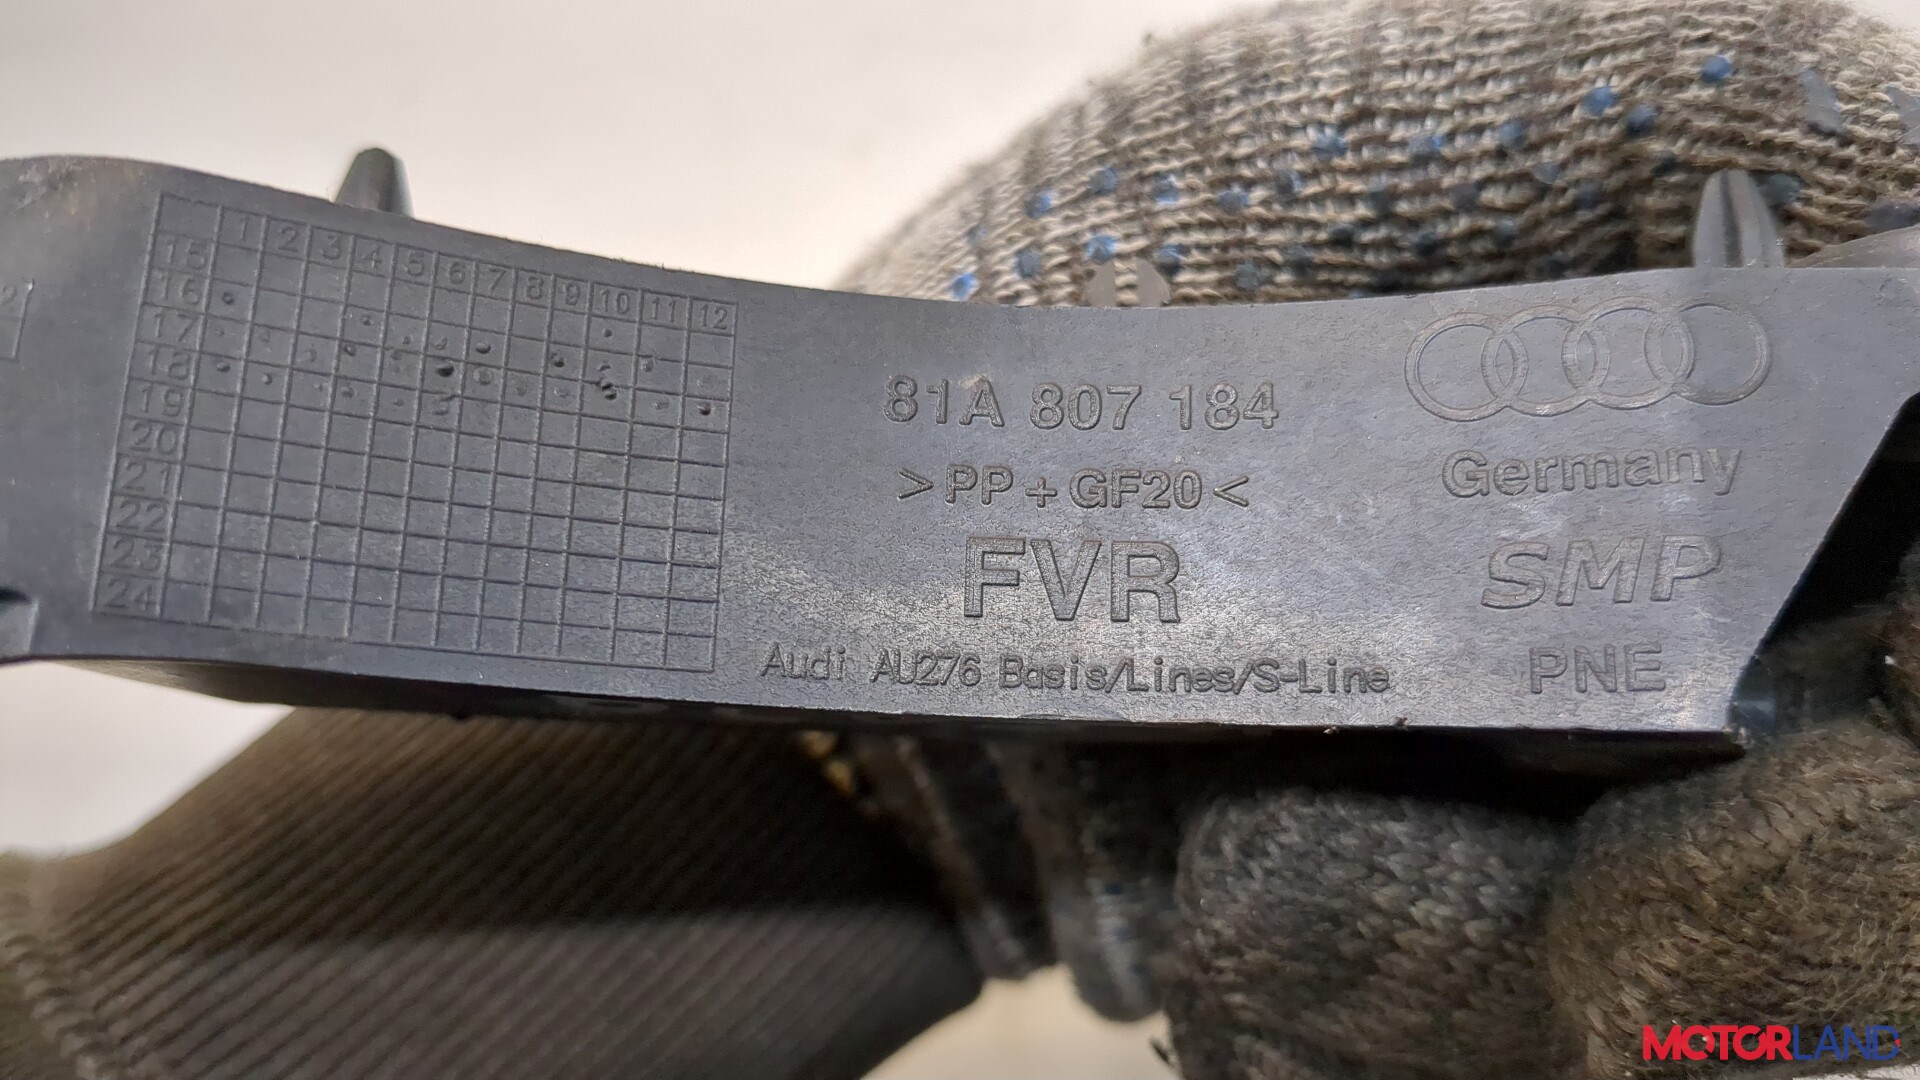 1 2 3 4 5 6 7 8 9 10 11 12
15
16
17
18
19
20
21
22
23
24
81A 807 184
>PP+GF20<
FVR
Audi AU276 Basis/Lines/S-Line
Germany
SMP
PNE
MOTORLAND